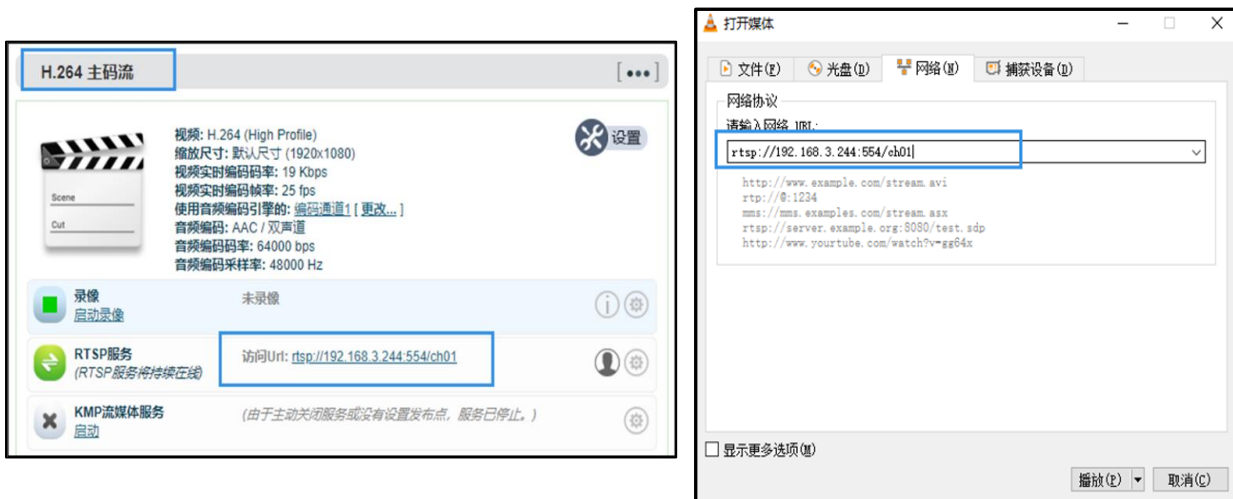 H.264 主码流
[•••]
Scene
Cut
视频: H.264 (High Profile)
缩放尺寸: 默认尺寸 (1920x1080)
视频实时编码码率: 19 Kbps
视频实时编码帧率: 25 fps
使用音频编码引擎的: 编码通道1 [ 更改... ]
音频编码: AAC / 双声道
音频编码码率: 64000 bps
音频编码采样率: 48000 Hz
设置
录像
启动录像
未录像
RTSP服务
(RTSP服务将持续在线)
访问Url: rtsp://192.168.3.244:554/ch01
KMP流媒体服务
启动
(由于主动关闭服务或没有设置发布点，服务已停止。)
打开媒体
文件(F) 光盘(D) 网络(N) 捕获设备(D)
网络协议
请输入网络 URL:
rtsp://192.168.3.244:554/ch01
http://www.example.com/stream.avi
rtp://@:1234
mms://mms.examples.com/stream.asx
rtsp://server.example.org:8080/test.sdp
http://www.yourtube.com/watch?v=gg64x
显示更多选项(M)
播放(P) 取消(C)